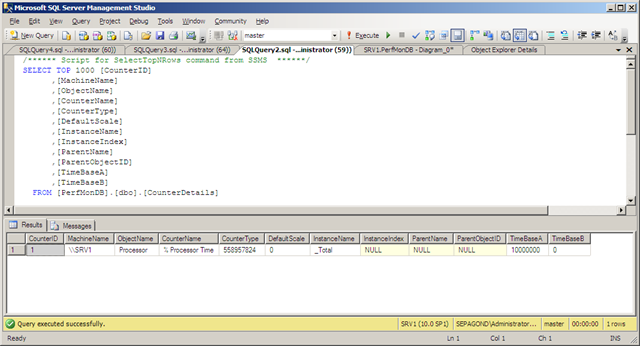 Microsoft SQL Server Management Studio
File Edit View Query Project Debug Tools Window Community Help
New Query
master Execute
SQLQuery4.sql -...inistrator (60)) SQLQuery3.sql -...inistrator (64)) SQLQuery2.sql -...inistrator (59)) SRV1.PerfMonDB - Diagram_0* Object Explorer Details
/****** Script for SelectTopNRows command from SSMS ******/
SELECT TOP 1000 [CounterID]
,[MachineName]
,[ObjectName]
,[CounterName]
,[CounterType]
,[DefaultScale]
,[InstanceName]
,[InstanceIndex]
,[ParentName]
,[ParentObjectID]
,[TimeBaseA]
,[TimeBaseB]
FROM [PerfMonDB].[dbo].[CounterDetails]
Results Messages
CounterID MachineName ObjectName CounterName CounterType DefaultScale InstanceName InstanceIndex ParentName ParentObjectID TimeBaseA TimeBaseB
1 1 \\SRV1 Processor % Processor Time 558957824 0 _Total NULL NULL NULL 10000000 0
Query executed successfully. SRV1 (10.0 SP1) SEPAGOND\Administrator... master 00:00:00 1 rows
Ready Ln 1 Col 1 Ch 1 INS